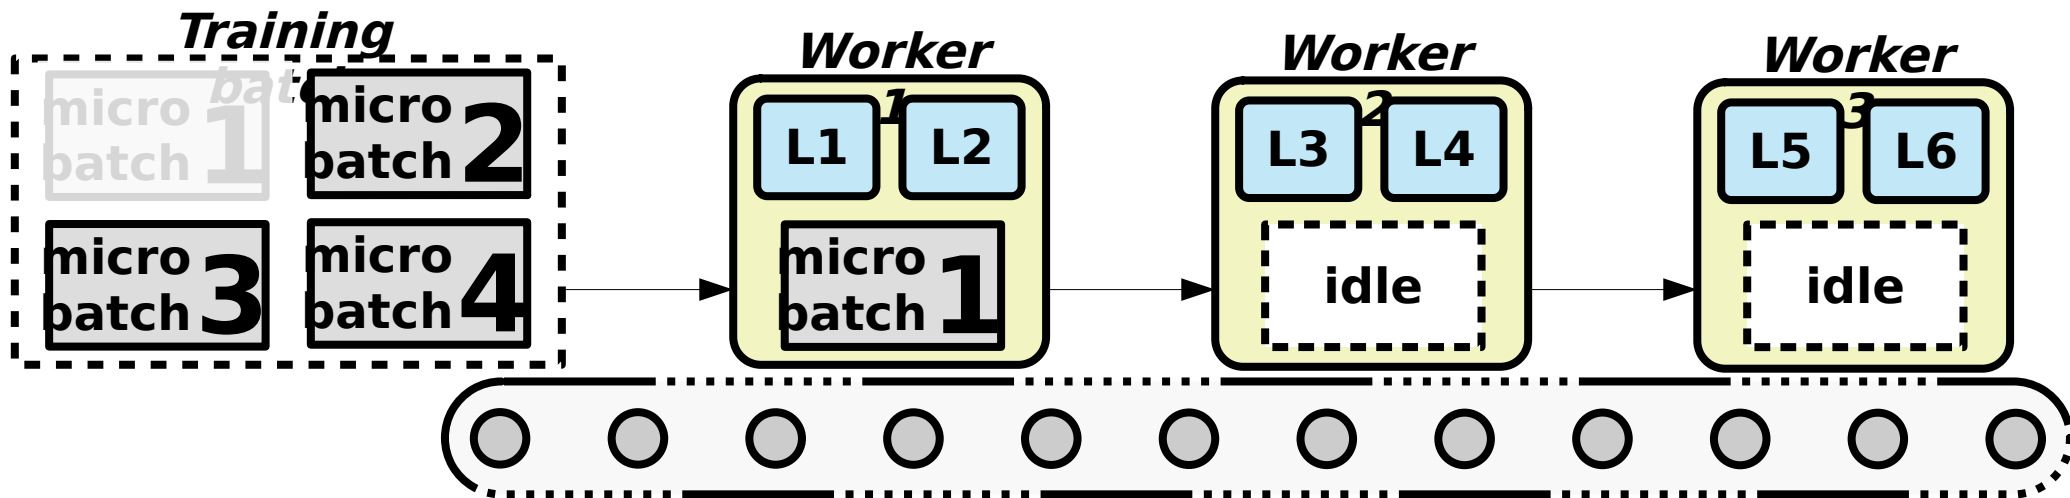 Training
batch
micro
batch 1
micro
batch 2
micro
batch 3
micro
batch 4
Worker
1
L1 L2
micro
batch 1
Worker
2
L3 L4
idle
Worker
3
L5 L6
idle